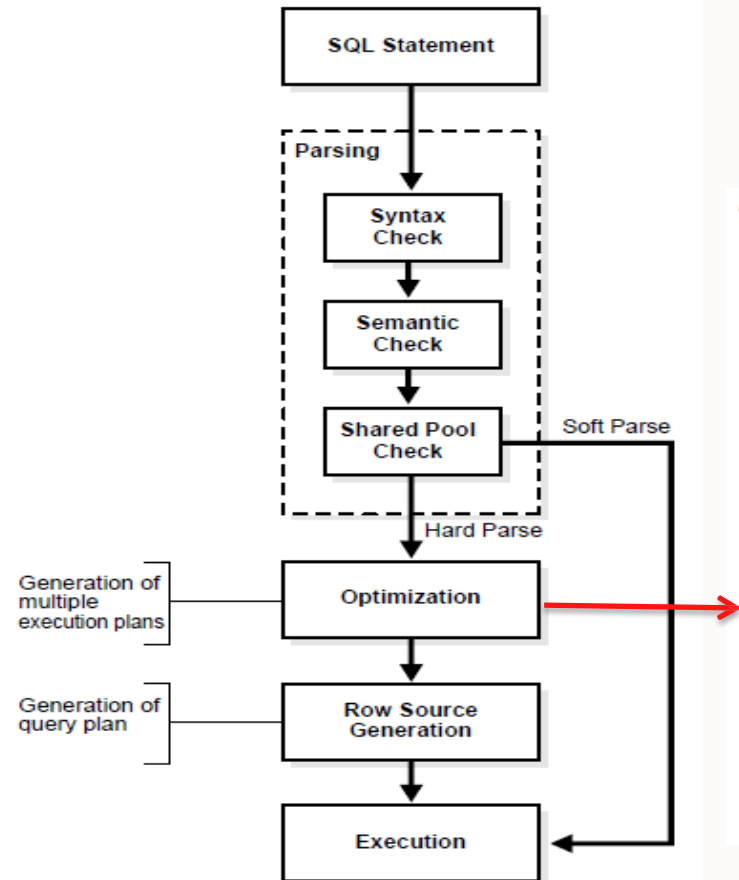 SQL Statement
Parsing
Syntax
Check
Semantic
Check
Shared Pool
Check
Soft Parse
Hard Parse
Generation of
multiple
execution plans
Optimization
Generation of
query plan
Row Source
Generation
Execution